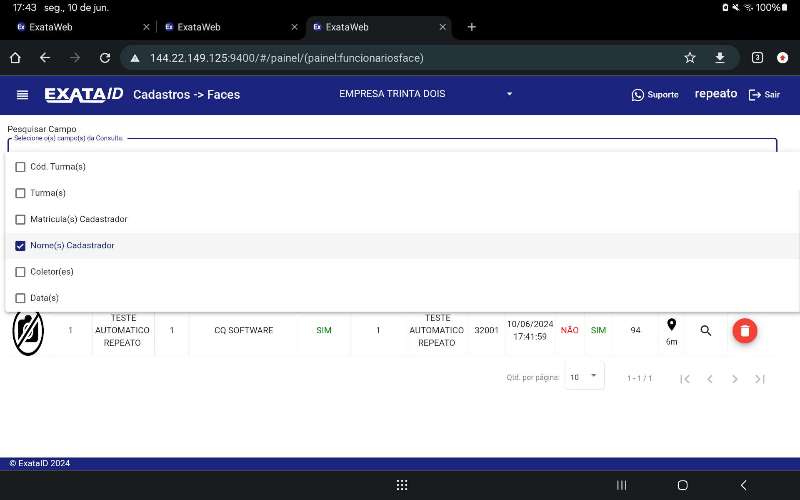 17:43 seg., 10 de jun. 100%
ExataWeb ExataWeb ExataWeb
144.22.149.125:9400/#/painel/(painel:funcionariosface) 3
EXATAID Cadastros -> Faces EMPRESA TRINTA DOIS Suporte repeato Sair
Pesquisar Campo
Selecione o(s) campo(s) da Consulta.
Cód. Turma(s)
Turma(s)
Matricula(s) Cadastrador
Nome(s) Cadastrador
Coletor(es)
Data(s)
1 TESTE AUTOMATICO REPEATO 1 CQ SOFTWARE SIM 1 TESTE AUTOMATICO REPEATO 32001 10/06/2024 17:41:59 NÃO SIM 94 6m
Qtd. por página: 10 1 - 1 / 1
© ExataID 2024